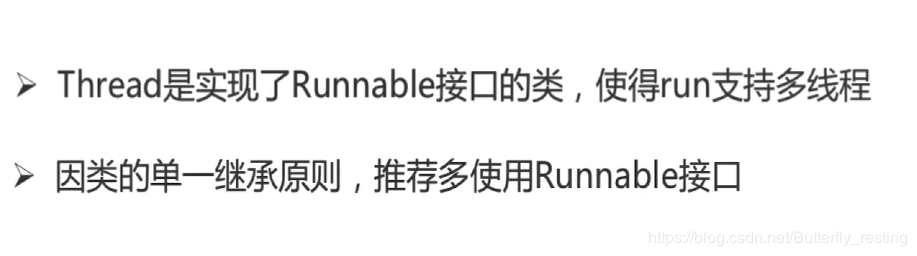 ➢ Thread是实现了Runnable接口的类，使得run支持多线程
➢ 因类的单一继承原则，推荐多使用Runnable接口
https://blog.csdn.net/Butterfly_resting